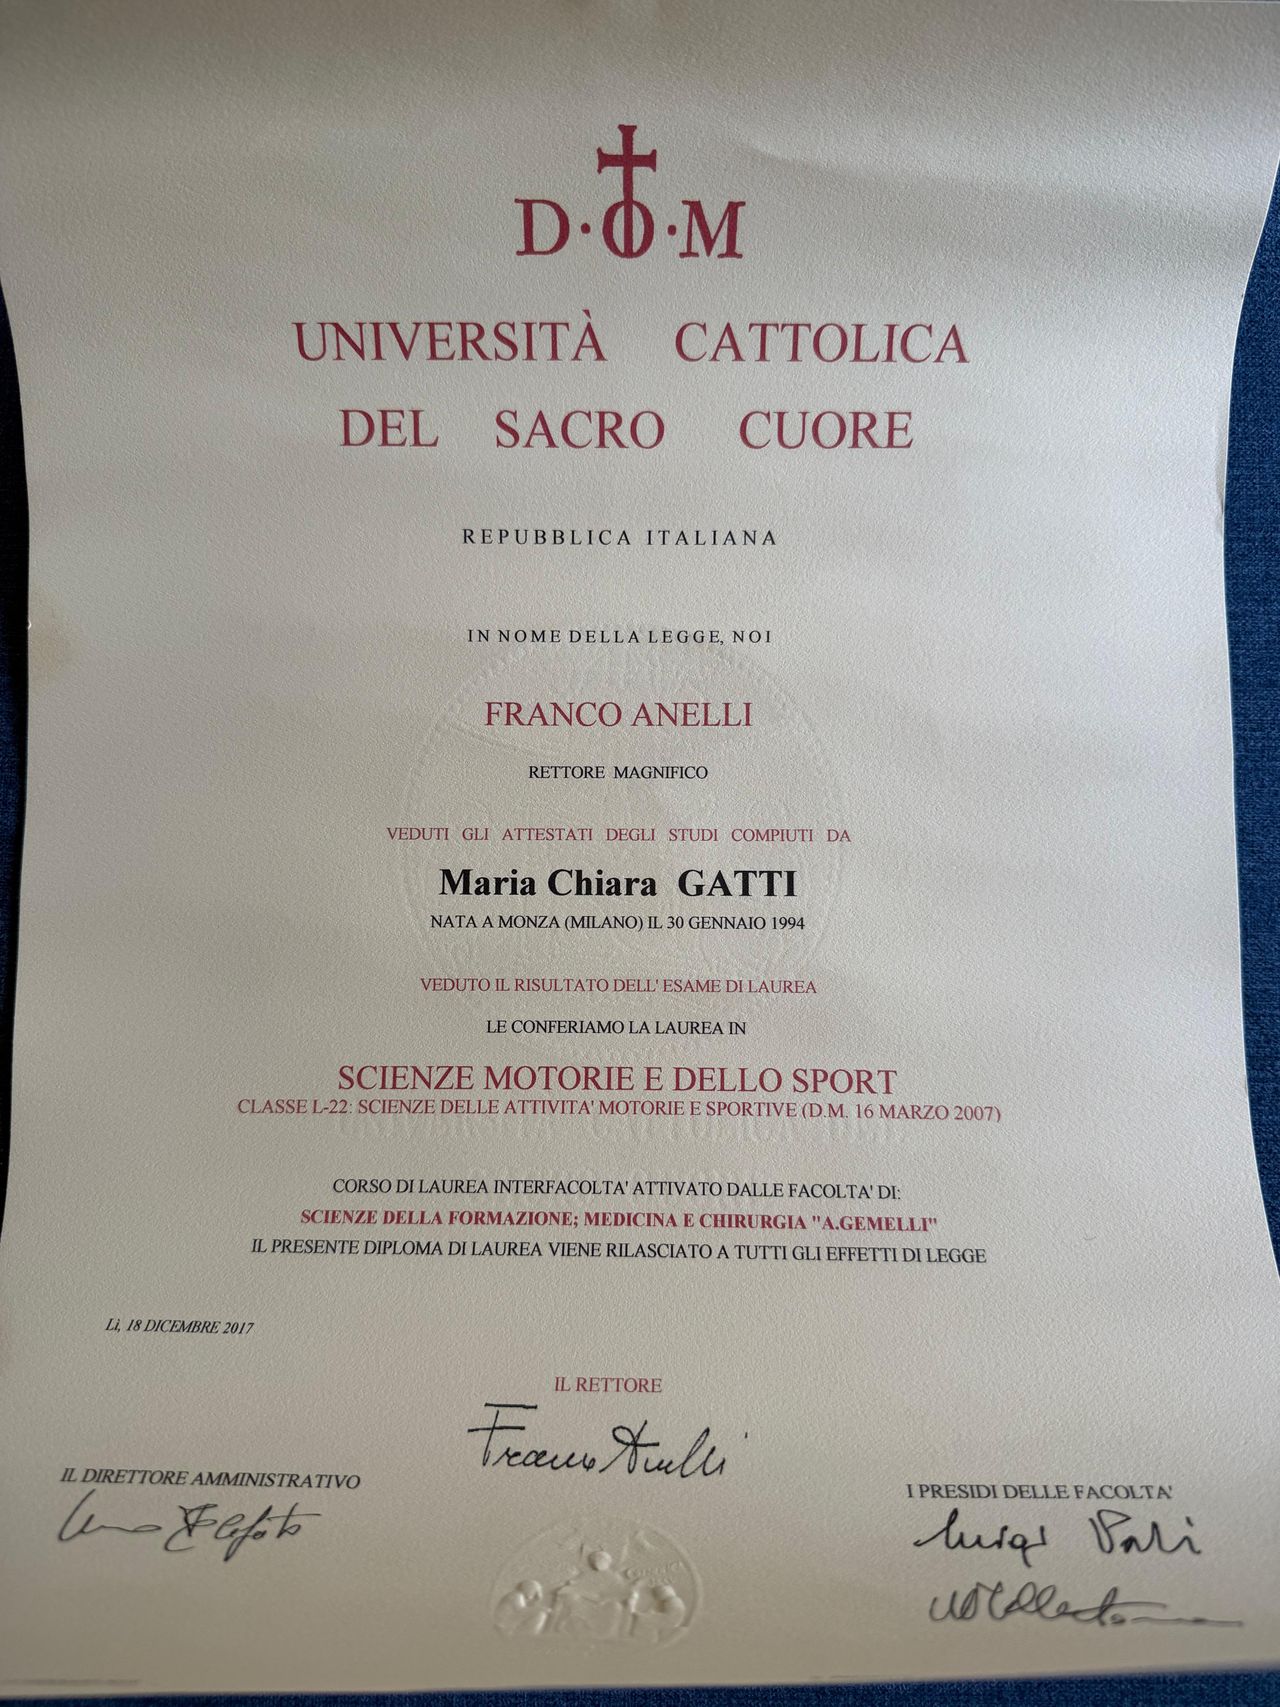 D·O·M
UNIVERSITÀ CATTOLICA
DEL SACRO CUORE
REPUBBLICA ITALIANA
IN NOME DELLA LEGGE, NOI
FRANCO ANELLI
RETTORE MAGNIFICO
VEDUTI GLI ATTESTATI DEGLI STUDI COMPIUTI DA
Maria Chiara GATTI
NATA A MONZA (MILANO) IL 30 GENNAIO 1994
VEDUTO IL RISULTATO DELL' ESAME DI LAUREA
LE CONFERIAMO LA LAUREA IN
SCIENZE MOTORIE E DELLO SPORT
CLASSE L-22: SCIENZE DELLE ATTIVITA' MOTORIE E SPORTIVE (D.M. 16 MARZO 2007)
CORSO DI LAUREA INTERFACOLTA' ATTIVATO DALLE FACOLTA' DI:
SCIENZE DELLA FORMAZIONE; MEDICINA E CHIRURGIA "A.GEMELLI"
IL PRESENTE DIPLOMA DI LAUREA VIENE RILASCIATO A TUTTI GLI EFFETTI DI LEGGE
Lì, 18 DICEMBRE 2017
IL RETTORE
Franco Anelli
IL DIRETTORE AMMINISTRATIVO
I PRESIDI DELLE FACOLTA'
Luigi